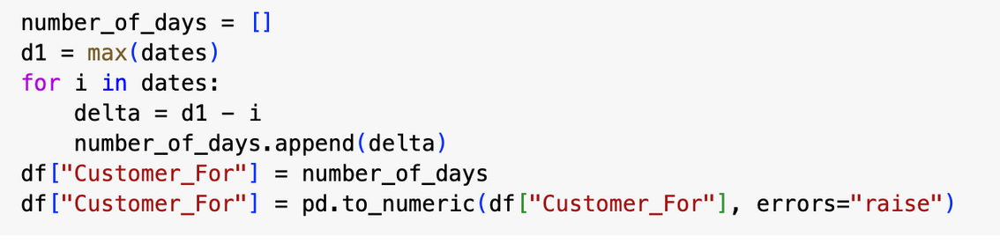 number_of_days = []
d1 = max(dates)
for i in dates:
    delta = d1 - i
    number_of_days.append(delta)
df["Customer_For"] = number_of_days
df["Customer_For"] = pd.to_numeric(df["Customer_For"], errors="raise")